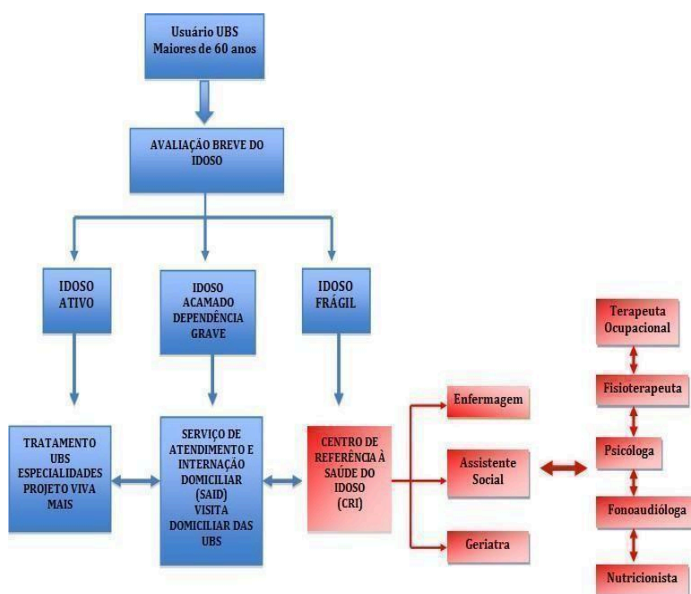 Usuário UBS
Maiores de 60 anos
AVALIAÇÃO BREVE DO
IDOSO
IDOSO
ATIVO
IDOSO
ACAMADO
DEPENDÊNCIA
GRAVE
IDOSO
FRÁGIL
TRATAMENTO
UBS
ESPECIALIDADES
PROJETO VIVA
MAIS
SERVIÇO DE
ATENDIMENTO E
INTERNAÇÃO
DOMICILIAR
(SAID)
VISITA
DOMICILIAR DAS
UBS
CENTRO DE
REFERÊNCIA À
SAÚDE DO
IDOSO
(CRI)
Enfermagem
Assistente
Social
Geriatra
Terapeuta
Ocupacional
Fisioterapeuta
Psicóloga
Fonoaudióloga
Nutricionista